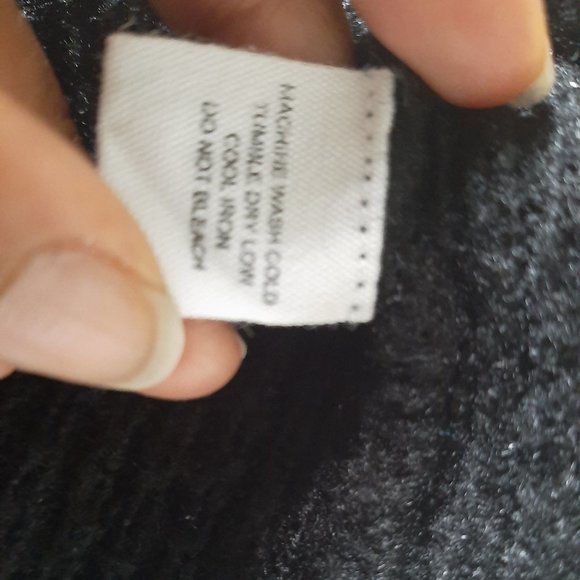 MACHINE WASH COLD
TUMBLE DRY LOW
COOL IRON
DO NOT BLEACH